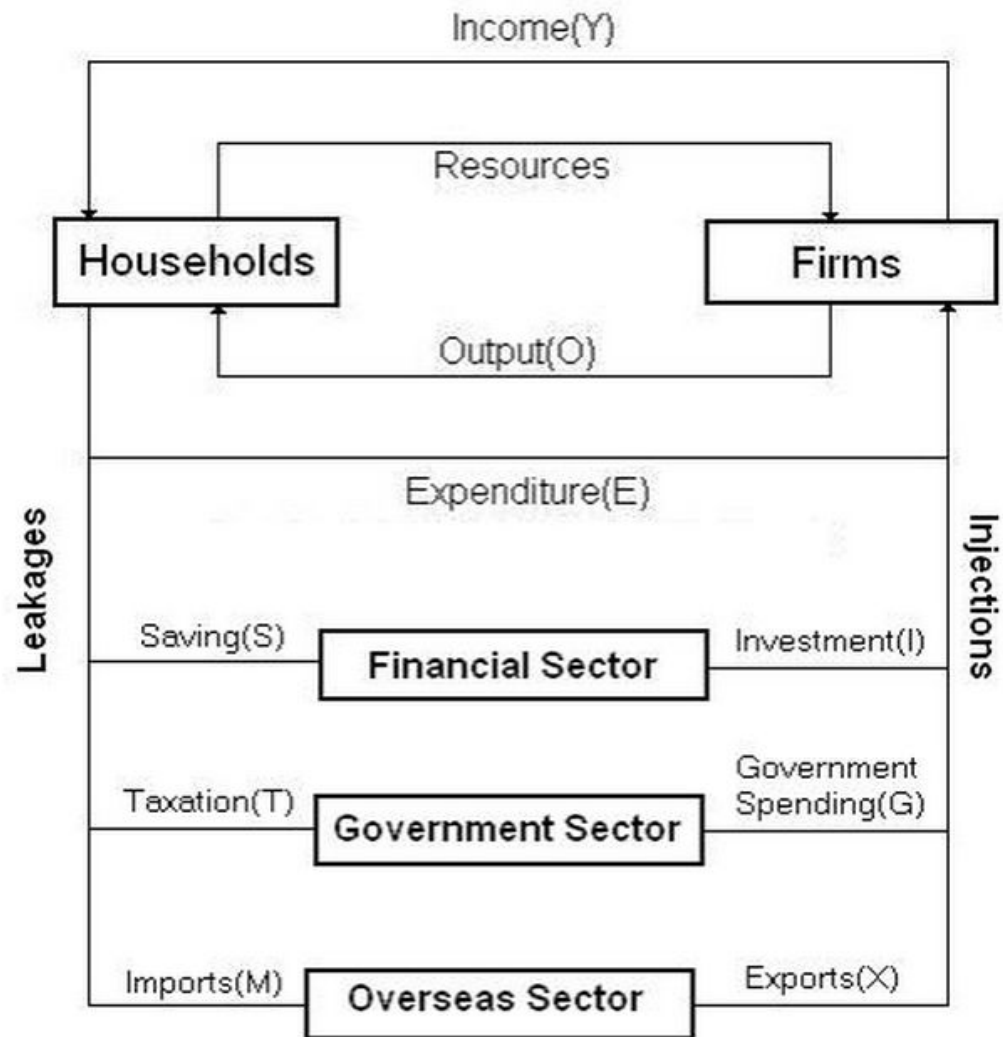 Income(Y)
Resources
Households
Firms
Output(O)
Expenditure(E)
Leakages
Injections
Saving(S)
Financial Sector
Investment(I)
Taxation(T)
Government Sector
Government
Spending(G)
Imports(M)
Overseas Sector
Exports(X)